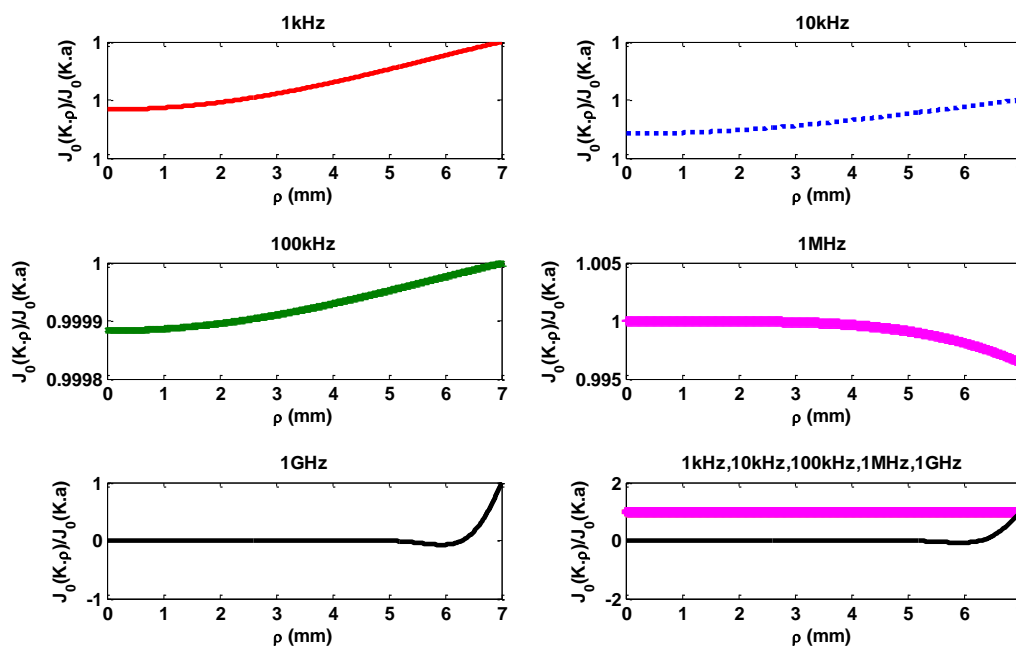 1kHz
J₀(K.ρ)/J₀(K.a)
1
1
1
0 1 2 3 4 5 6 7
ρ (mm)
10kHz
J₀(K.ρ)/J₀(K.a)
1
1
1
0 1 2 3 4 5 6
ρ (mm)
100kHz
J₀(K.ρ)/J₀(K.a)
1
0.9999
0.9998
0 1 2 3 4 5 6 7
ρ (mm)
1MHz
J₀(K.ρ)/J₀(K.a)
1.005
1
0.995
0 1 2 3 4 5 6
ρ (mm)
1GHz
J₀(K.ρ)/J₀(K.a)
1
0
-1
0 1 2 3 4 5 6 7
ρ (mm)
1kHz,10kHz,100kHz,1MHz,1GHz
J₀(K.ρ)/J₀(K.a)
2
0
-2
0 1 2 3 4 5 6
ρ (mm)